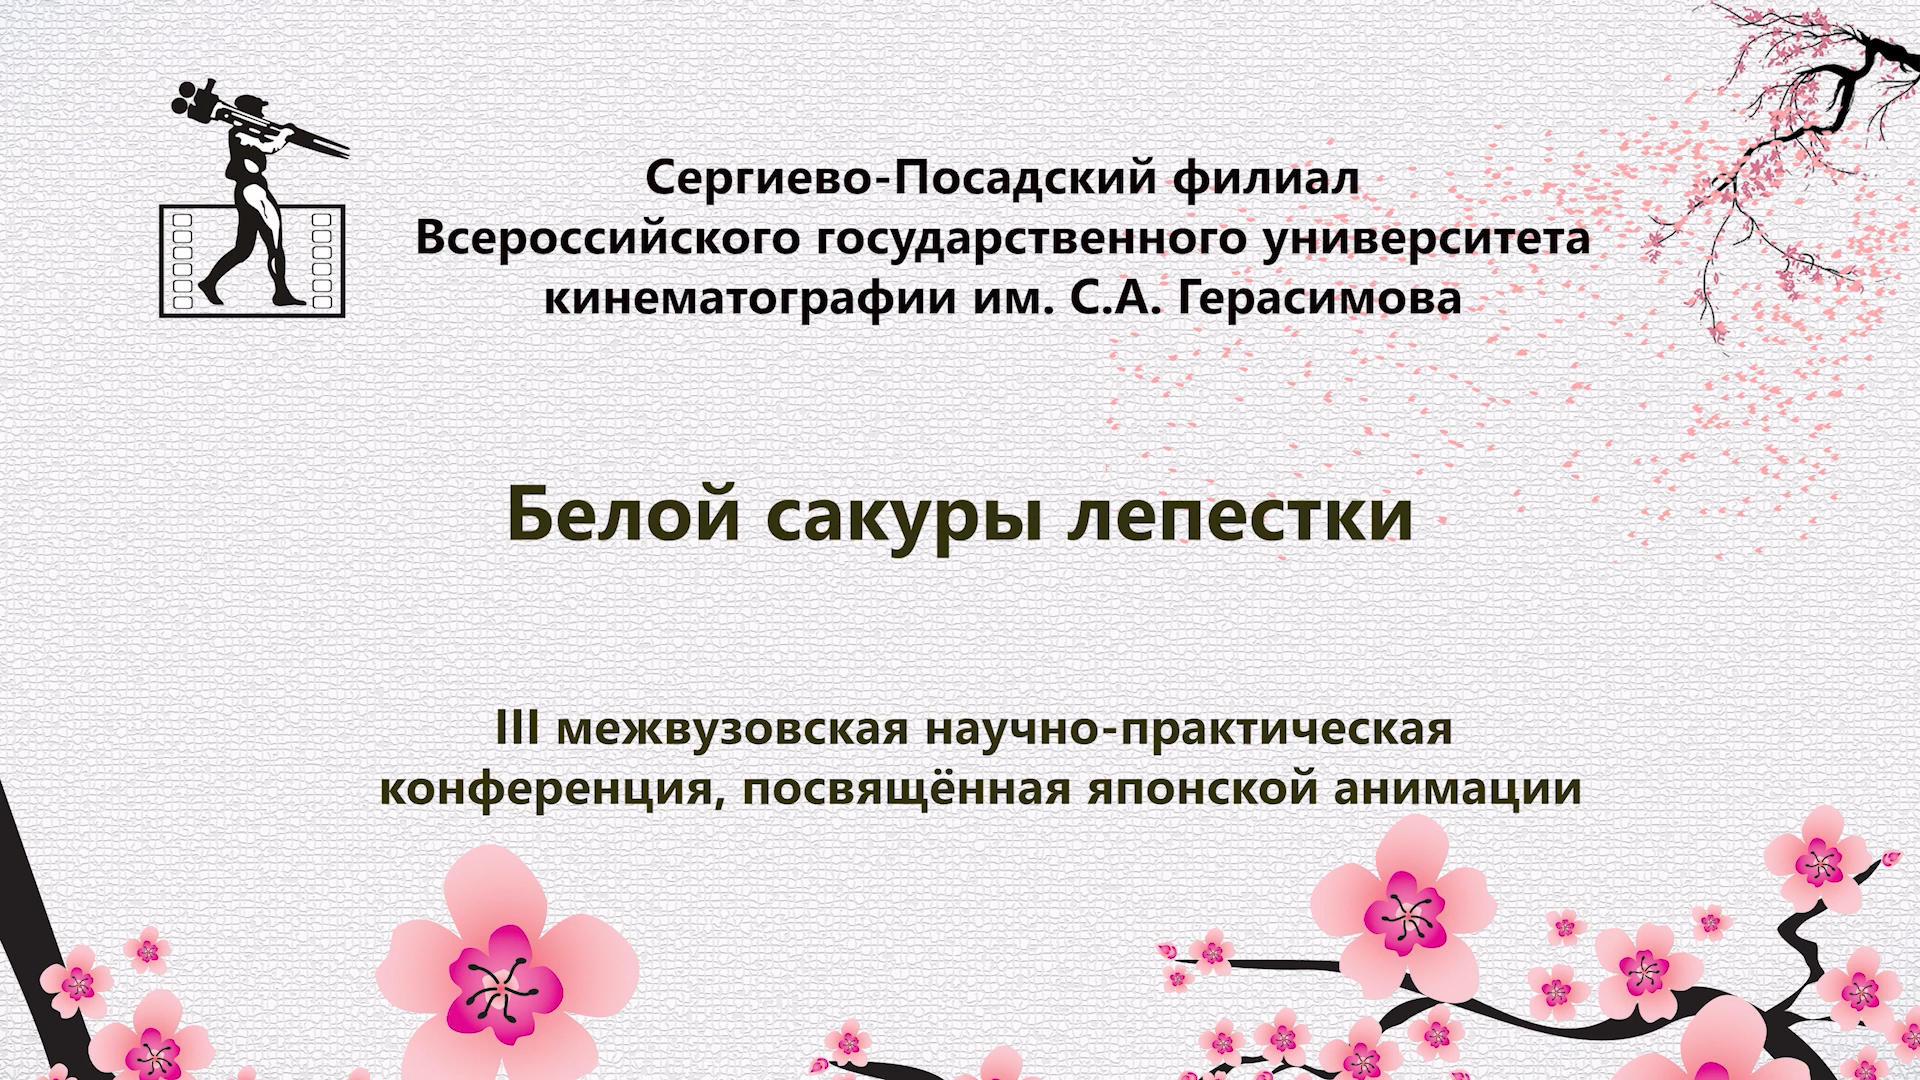 Сергиево-Посадский филиал
Всероссийского государственного университета
кинематографии им. С.А. Герасимова
Белой сакуры лепестки
III межвузовская научно-практическая
конференция, посвящённая японской анимации